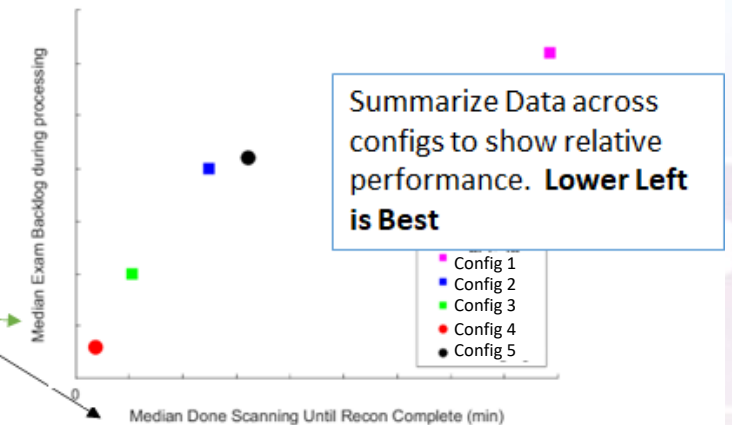 Median Exam Backlog during processing
Summarize Data across
configs to show relative
performance. Lower Left
is Best
Config 1
Config 2
Config 3
Config 4
Config 5
0
Median Done Scanning Until Recon Complete (min)